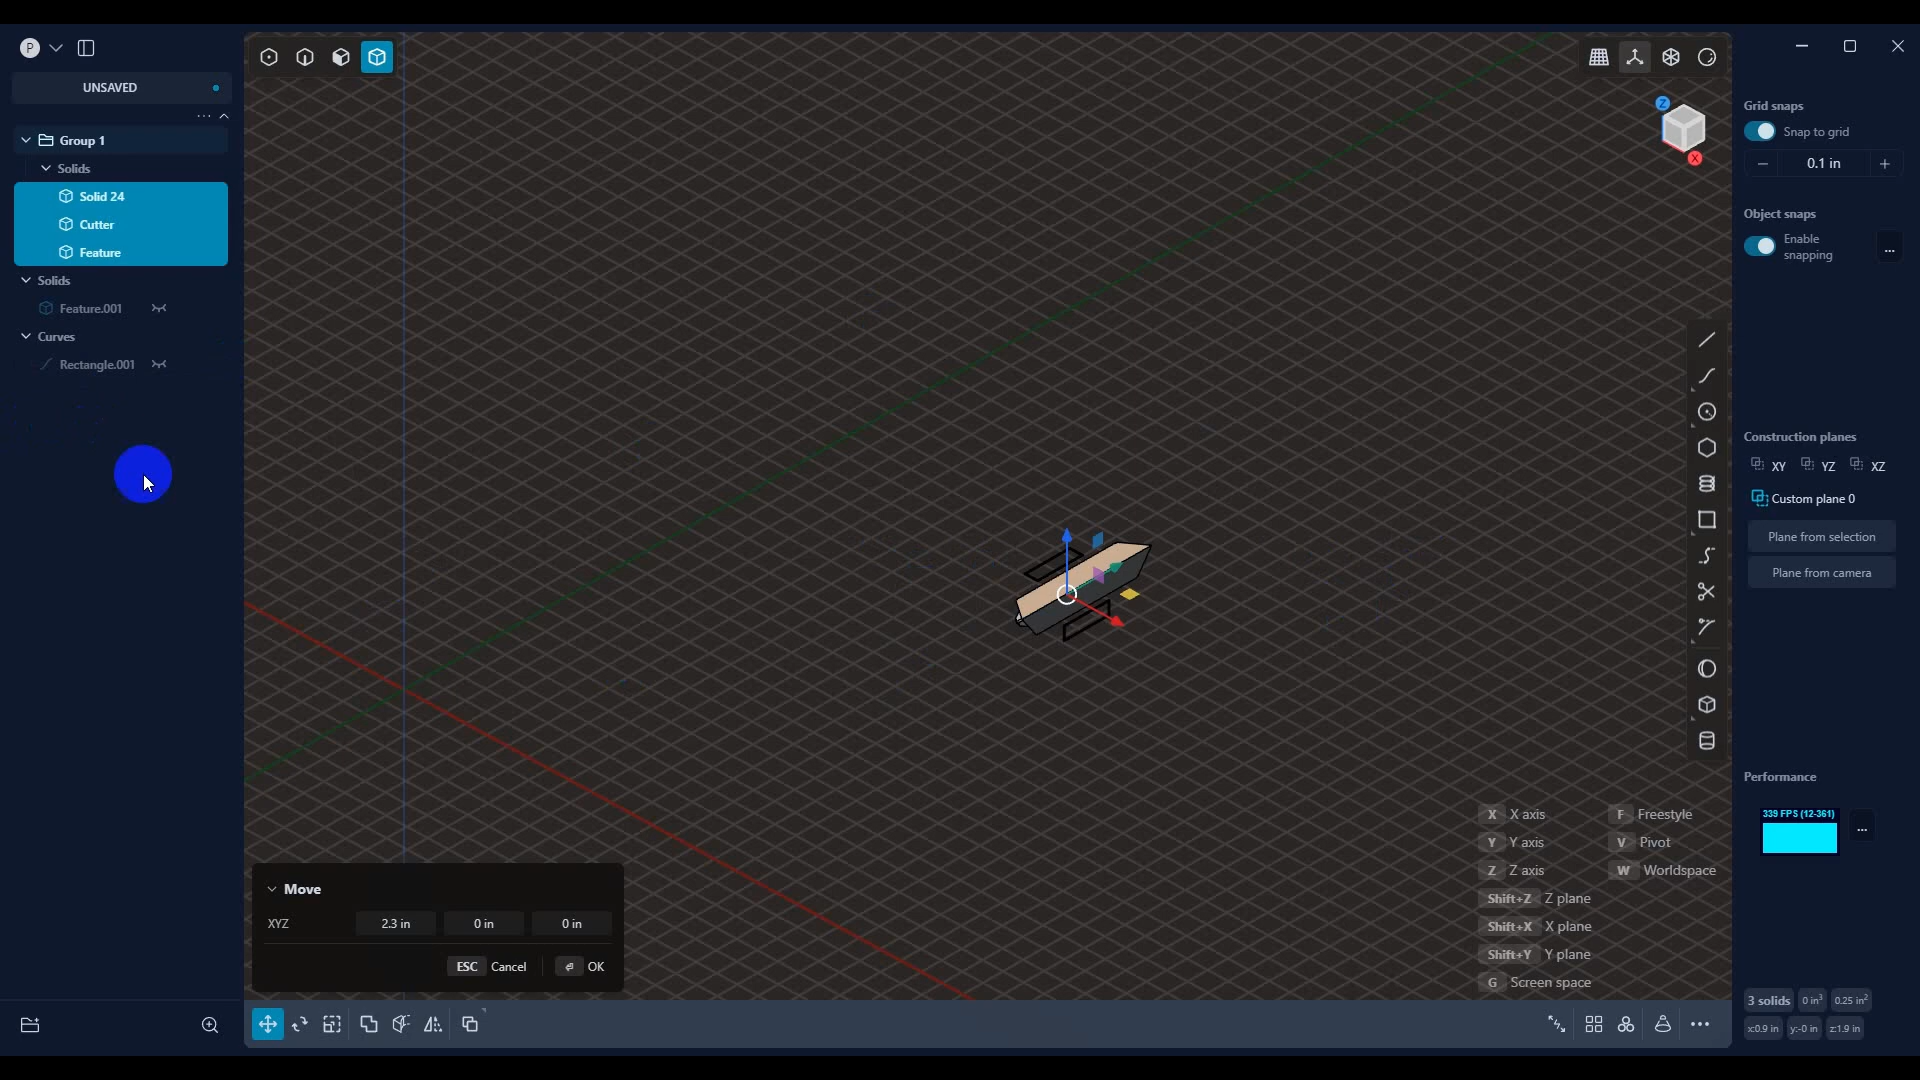 P
UNSAVED
Group 1
Solids
Solid 24
Cutter
Feature
Solids
Feature.001
Curves
Rectangle.001
Z
X
Grid snaps
Snap to grid
0.1 in
Object snaps
Enable
snapping
Construction planes
XY YZ XZ
Custom plane 0
Plane from selection
Plane from camera
Performance
339 FPS (12-361)
X X axis F Freestyle
Y Y axis V Pivot
Z Z axis W Worldspace
Shift+Z Z plane
Shift+X X plane
Shift+Y Y plane
G Screen space
Move
XYZ 2.3 in 0 in 0 in
ESC Cancel OK
3 solids 0 in³ 0.25 in²
x:0.9 in y:-0 in z:1.9 in